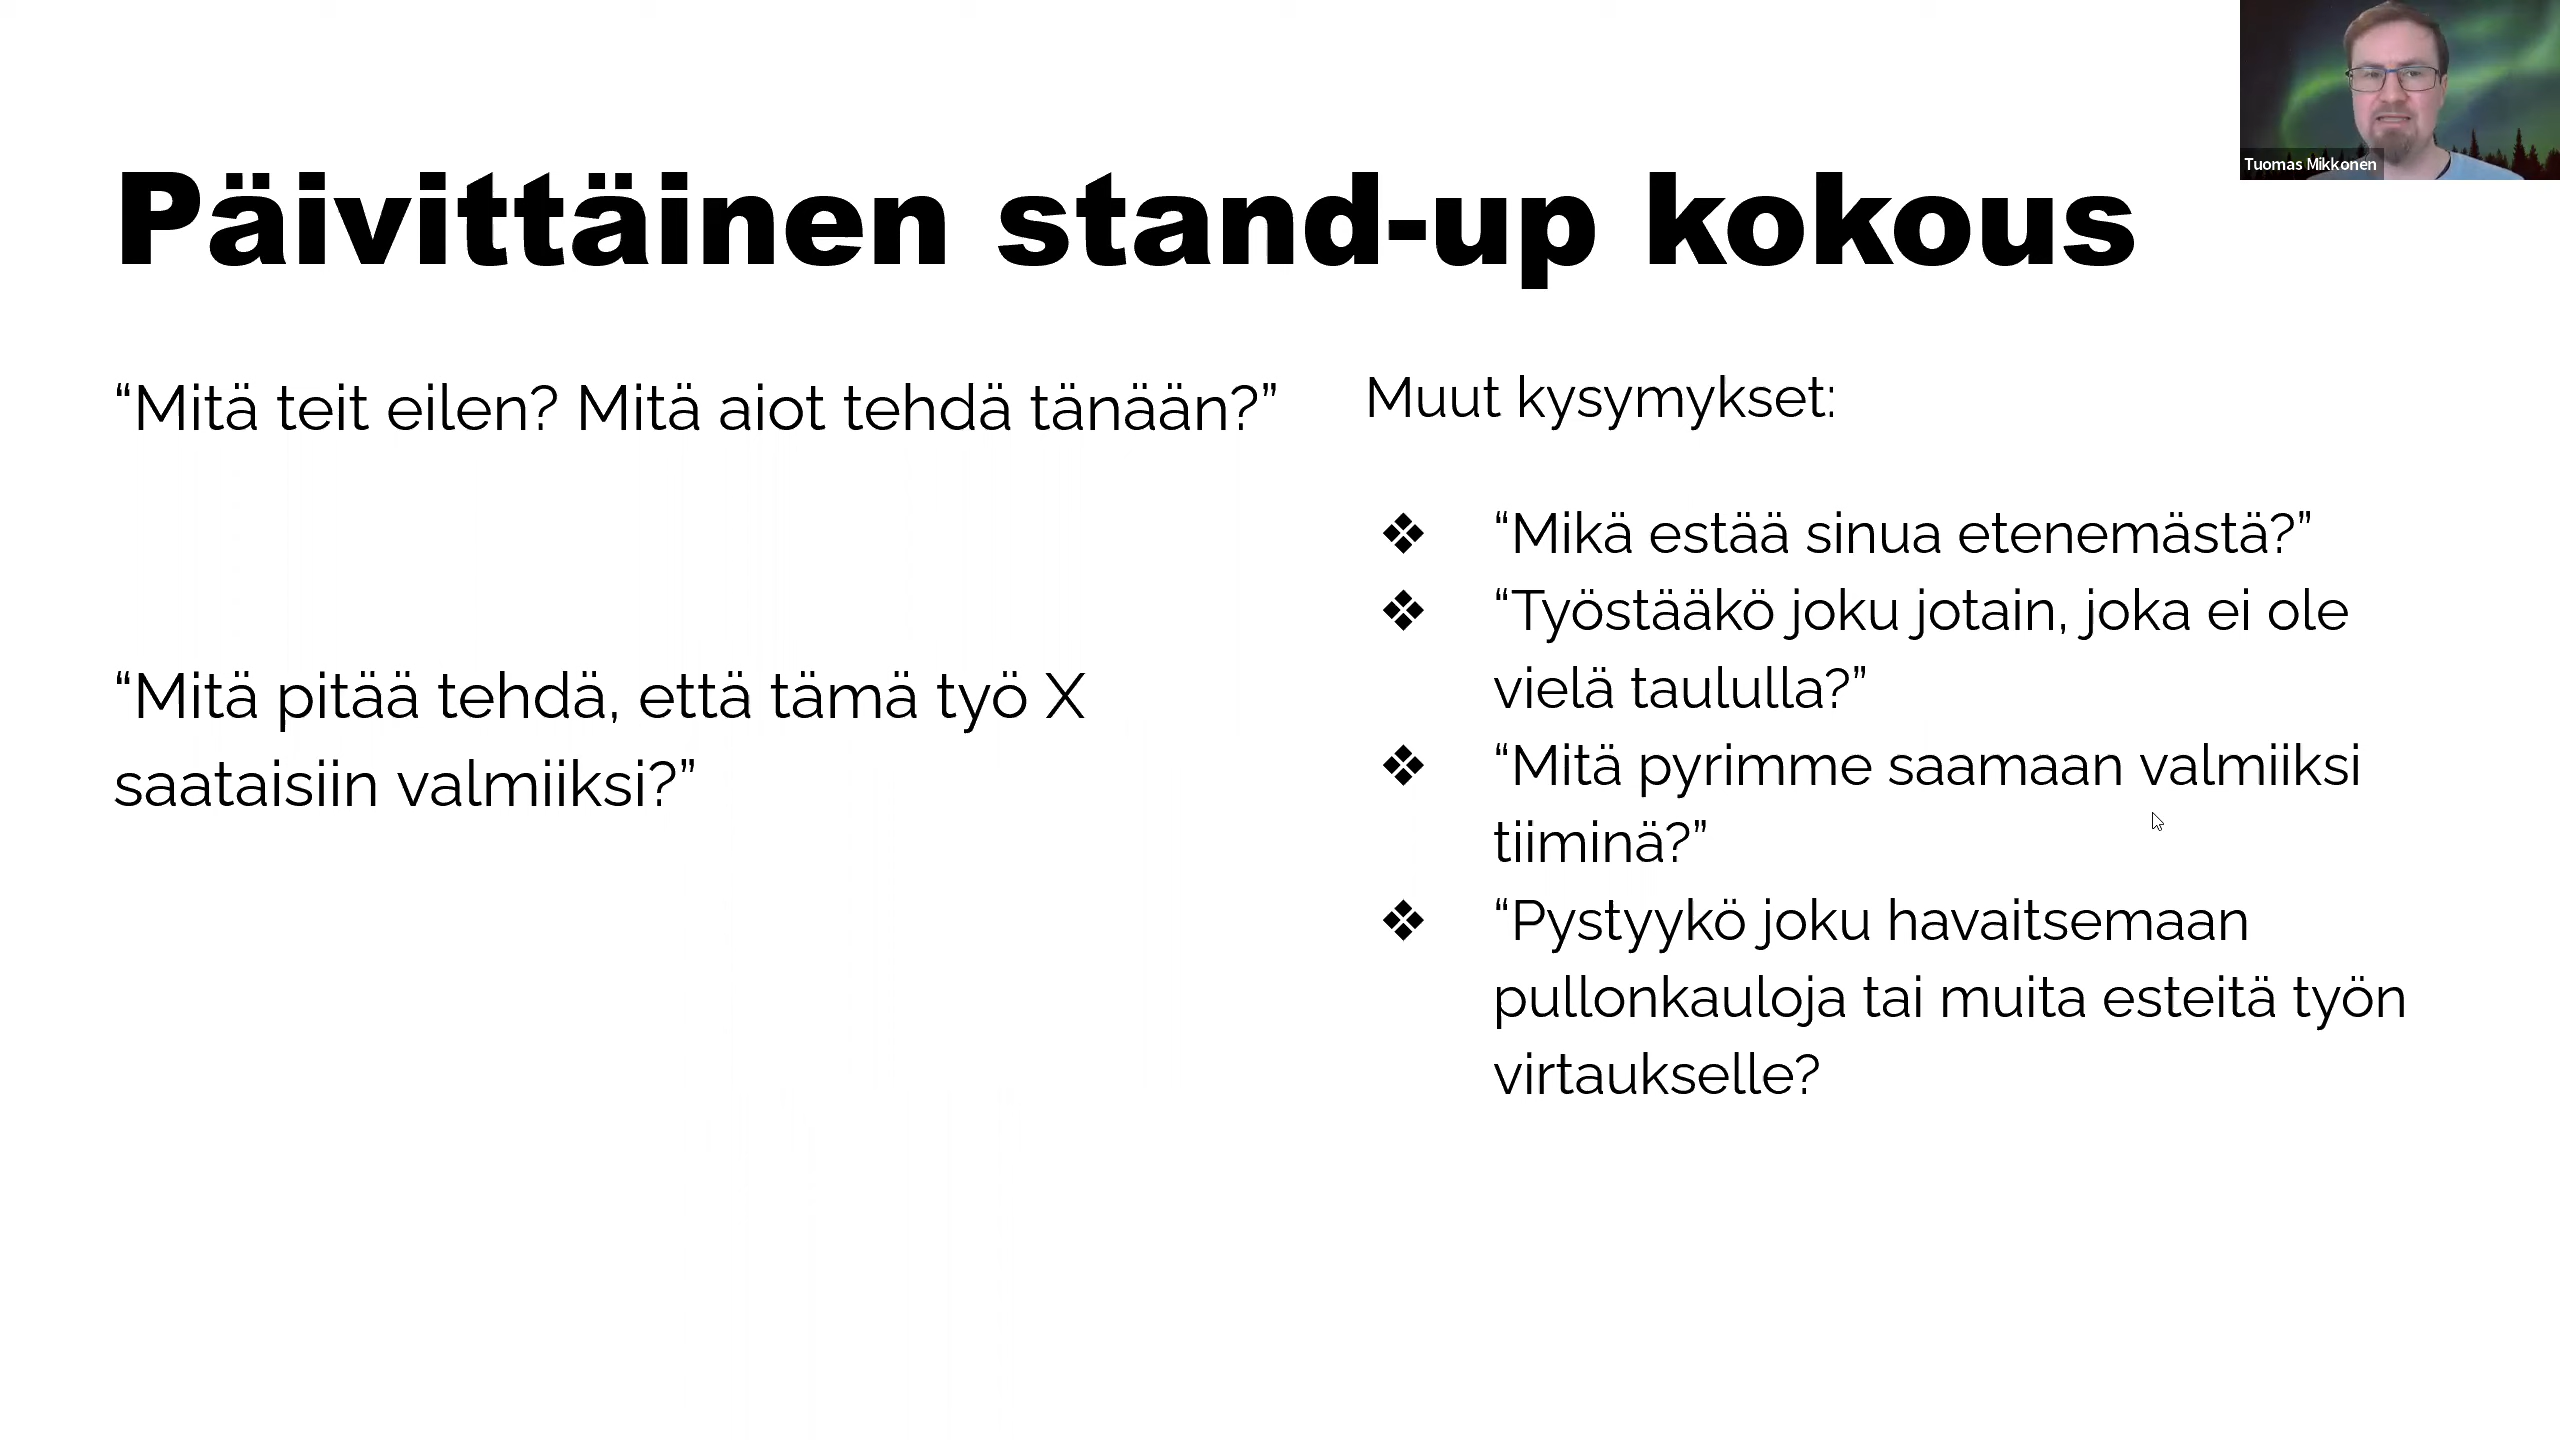 Päivittäinen stand-up kokous
“Mitä teit eilen? Mitä aiot tehdä tänään?”
“Mitä pitää tehdä, että tämä työ X
saataisiin valmiiksi?”
Muut kysymykset:
❖ “Mikä estää sinua etenemästä?”
❖ “Työstääkö joku jotain, joka ei ole
vielä taululla?”
❖ “Mitä pyrimme saamaan valmiiksi
tiiminä?”
❖ “Pystyykö joku havaitsemaan
pullonkauloja tai muita esteitä työn
virtaukselle?
Tuomas Mikkonen